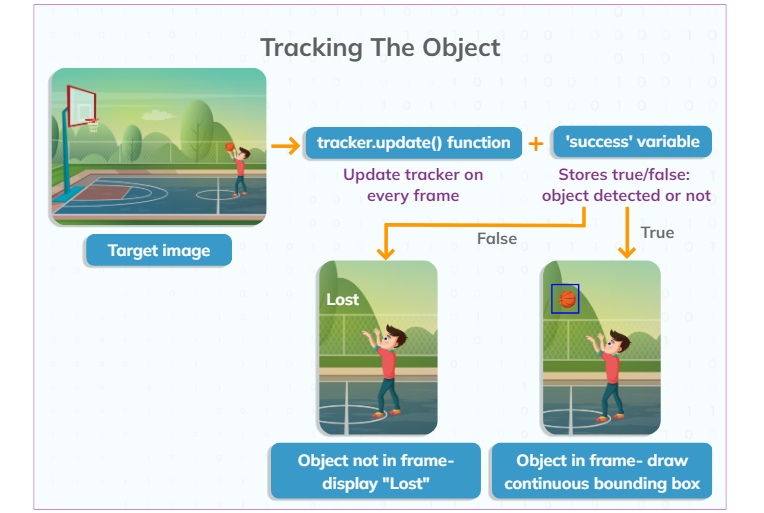 Tracking The Object
tracker.update() function
+
'success' variable
Update tracker on
every frame
Stores true/false:
object detected or not
Target image
False
True
Lost
Object not in frame-
display "Lost"
Object in frame- draw
continuous bounding box